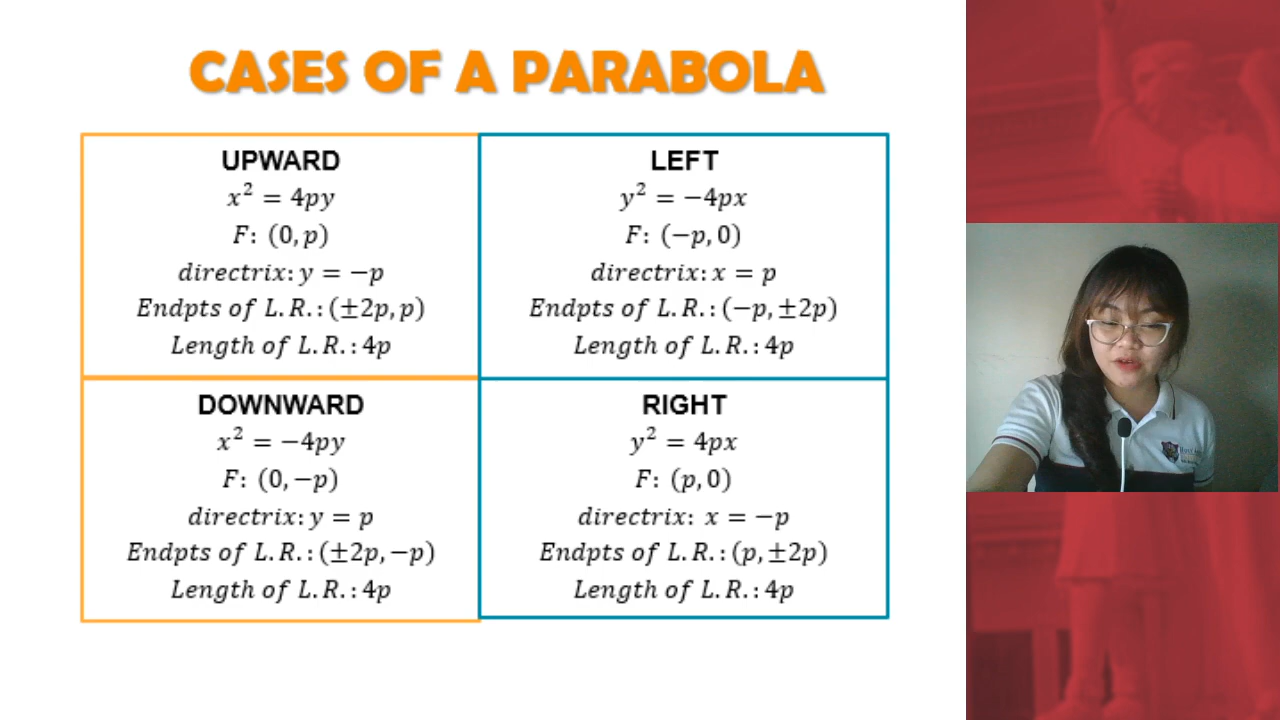 CASES OF A PARABOLA
UPWARD
x² = 4py
F: (0, p)
directrix: y = −p
Endpts of L.R.: (±2p, p)
Length of L.R.: 4p
LEFT
y² = −4px
F: (−p, 0)
directrix: x = p
Endpts of L.R.: (−p, ±2p)
Length of L.R.: 4p
DOWNWARD
x² = −4py
F: (0, −p)
directrix: y = p
Endpts of L.R.: (±2p, −p)
Length of L.R.: 4p
RIGHT
y² = 4px
F: (p, 0)
directrix: x = −p
Endpts of L.R.: (p, ±2p)
Length of L.R.: 4p